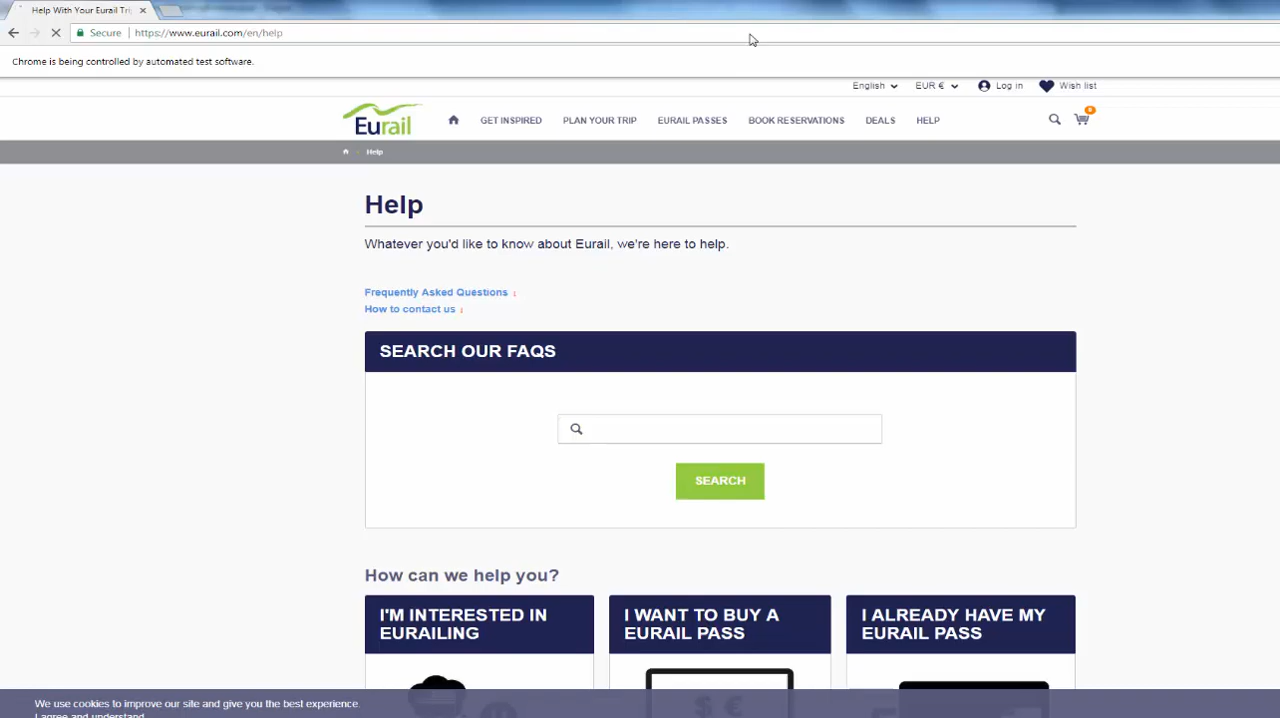 Help With Your Eurail Tri
Secure https://www.eurail.com/en/help
Chrome is being controlled by automated test software.
English EUR € Log in Wish list
Eurail GET INSPIRED PLAN YOUR TRIP EURAIL PASSES BOOK RESERVATIONS DEALS HELP 0
Help
Help
Whatever you'd like to know about Eurail, we're here to help.
Frequently Asked Questions ↓
How to contact us ↓
SEARCH OUR FAQS
SEARCH
How can we help you?
I'M INTERESTED IN
EURAILING
I WANT TO BUY A
EURAIL PASS
I ALREADY HAVE MY
EURAIL PASS
$ €
We use cookies to improve our site and give you the best experience.
I agree and understand